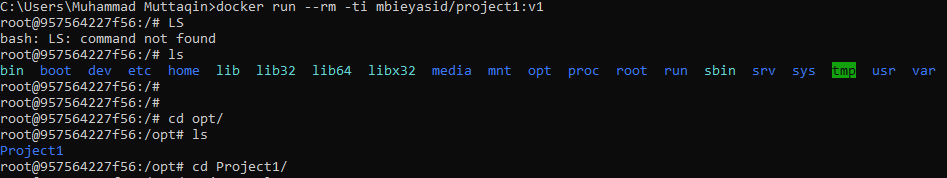 C:\Users\Muhammad Muttaqin>docker run --rm -ti mbieyasid/project1:v1
root@957564227f56:/# LS
bash: LS: command not found
root@957564227f56:/# ls
bin boot dev etc home lib lib32 lib64 libx32 media mnt opt proc root run sbin srv sys tmp usr var
root@957564227f56:/#
root@957564227f56:/#
root@957564227f56:/# cd opt/
root@957564227f56:/opt# ls
Project1
root@957564227f56:/opt# cd Project1/